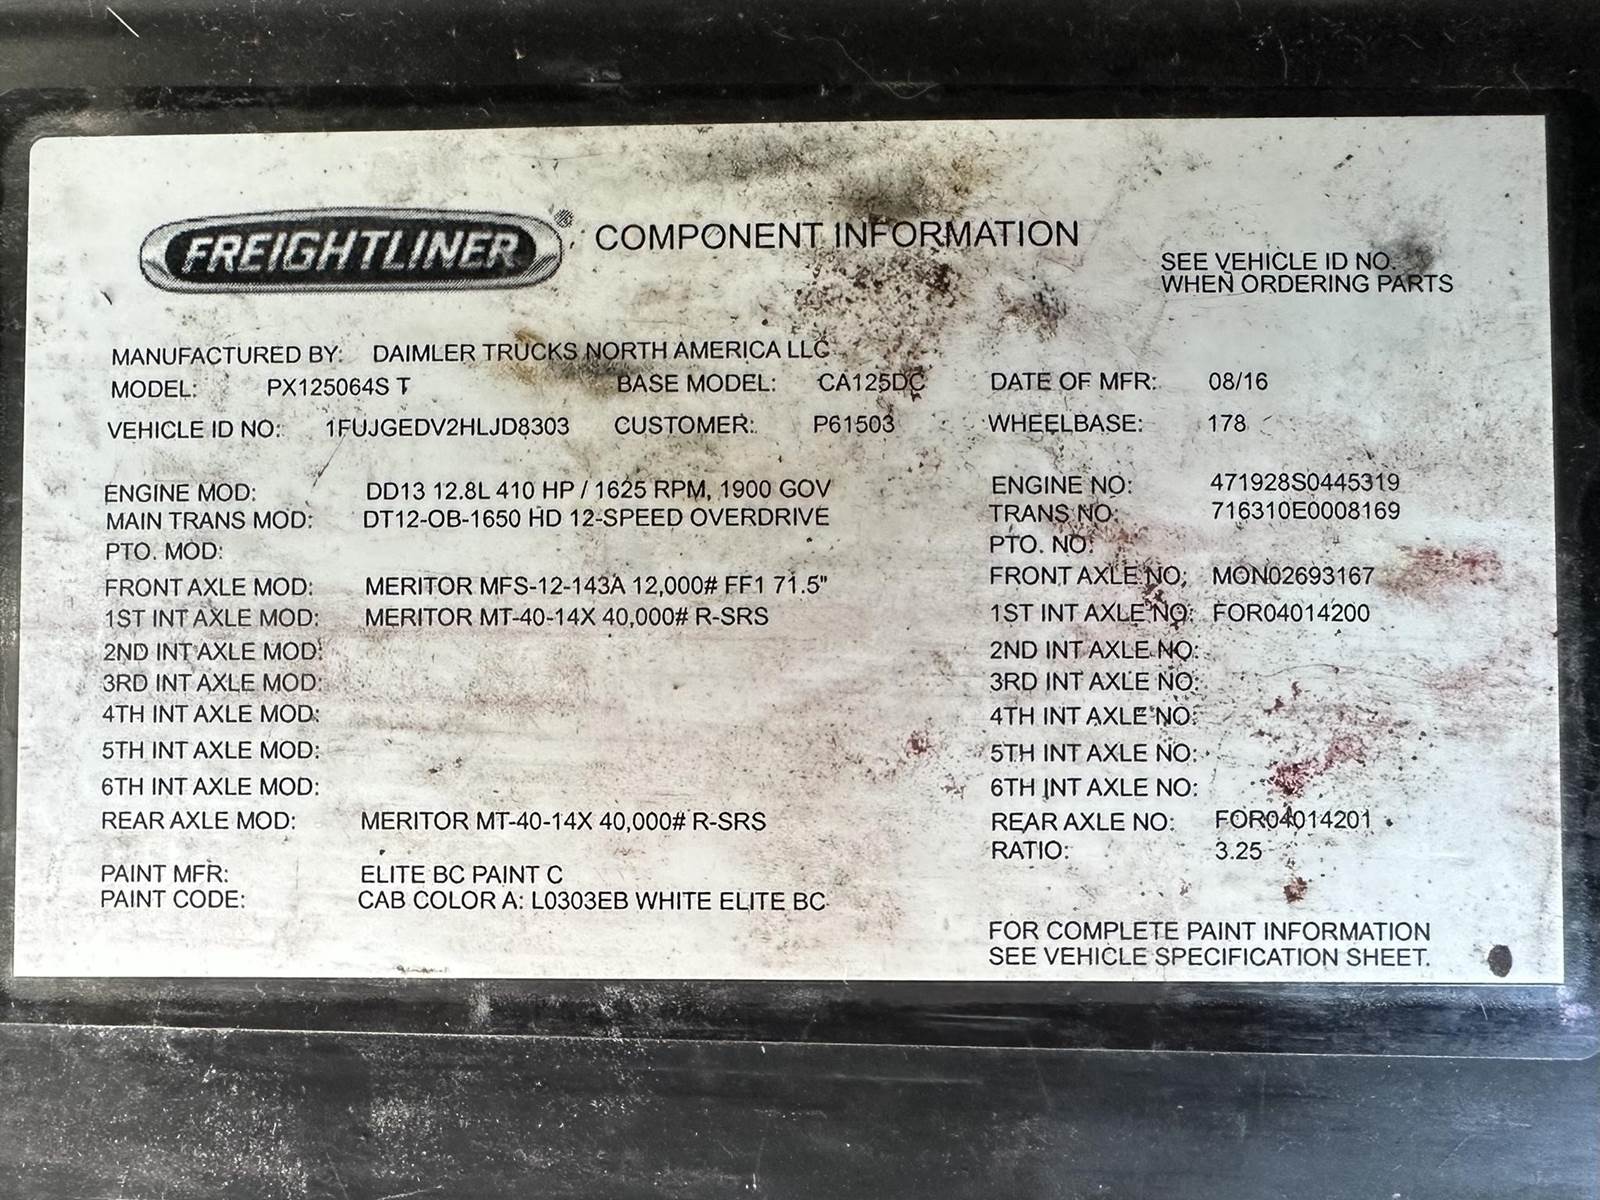 FREIGHTLINER ® COMPONENT INFORMATION
SEE VEHICLE ID NO.
WHEN ORDERING PARTS
MANUFACTURED BY: DAIMLER TRUCKS NORTH AMERICA LLC
MODEL: PX125064S T BASE MODEL: CA125DC DATE OF MFR: 08/16
VEHICLE ID NO: 1FUJGEDV2HLJD8303 CUSTOMER: P61503 WHEELBASE: 178
ENGINE MOD: DD13 12.8L 410 HP / 1625 RPM, 1900 GOV ENGINE NO: 471928S0445319
MAIN TRANS MOD: DT12-OB-1650 HD 12-SPEED OVERDRIVE TRANS NO: 716310E0008169
PTO. MOD: PTO. NO:
FRONT AXLE MOD: MERITOR MFS-12-143A 12,000# FF1 71.5" FRONT AXLE NO: MON02693167
1ST INT AXLE MOD: MERITOR MT-40-14X 40,000# R-SRS 1ST INT AXLE NO: FOR04014200
2ND INT AXLE MOD: 2ND INT AXLE NO:
3RD INT AXLE MOD: 3RD INT AXLE NO:
4TH INT AXLE MOD: 4TH INT AXLE NO:
5TH INT AXLE MOD: 5TH INT AXLE NO:
6TH INT AXLE MOD: 6TH INT AXLE NO:
REAR AXLE MOD: MERITOR MT-40-14X 40,000# R-SRS REAR AXLE NO: FOR04014201
RATIO: 3.25
PAINT MFR: ELITE BC PAINT C
PAINT CODE: CAB COLOR A: L0303EB WHITE ELITE BC
FOR COMPLETE PAINT INFORMATION
SEE VEHICLE SPECIFICATION SHEET.